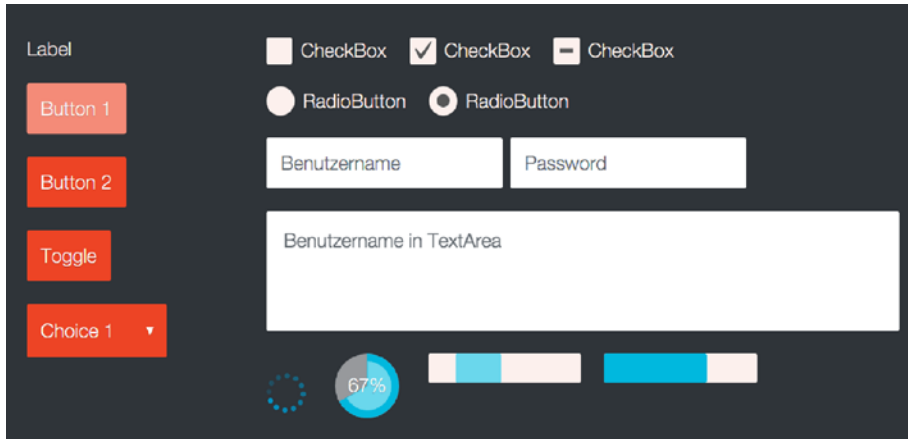 Label
CheckBox
CheckBox
CheckBox
Button 1
RadioButton
RadioButton
Benutzername
Password
Button 2
Benutzername in TextArea
Toggle
Choice 1
67%